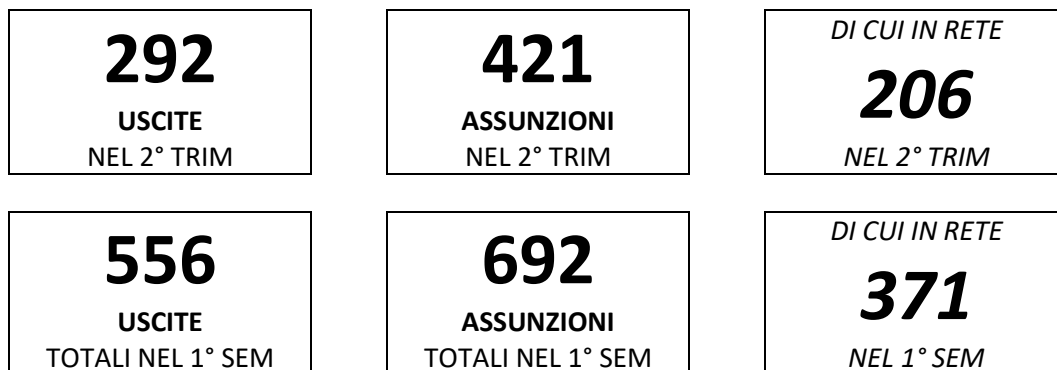 292
USCITE
NEL 2° TRIM
421
ASSUNZIONI
NEL 2° TRIM
DI CUI IN RETE
206
NEL 2° TRIM
556
USCITE
TOTALI NEL 1° SEM
692
ASSUNZIONI
TOTALI NEL 1° SEM
DI CUI IN RETE
371
NEL 1° SEM